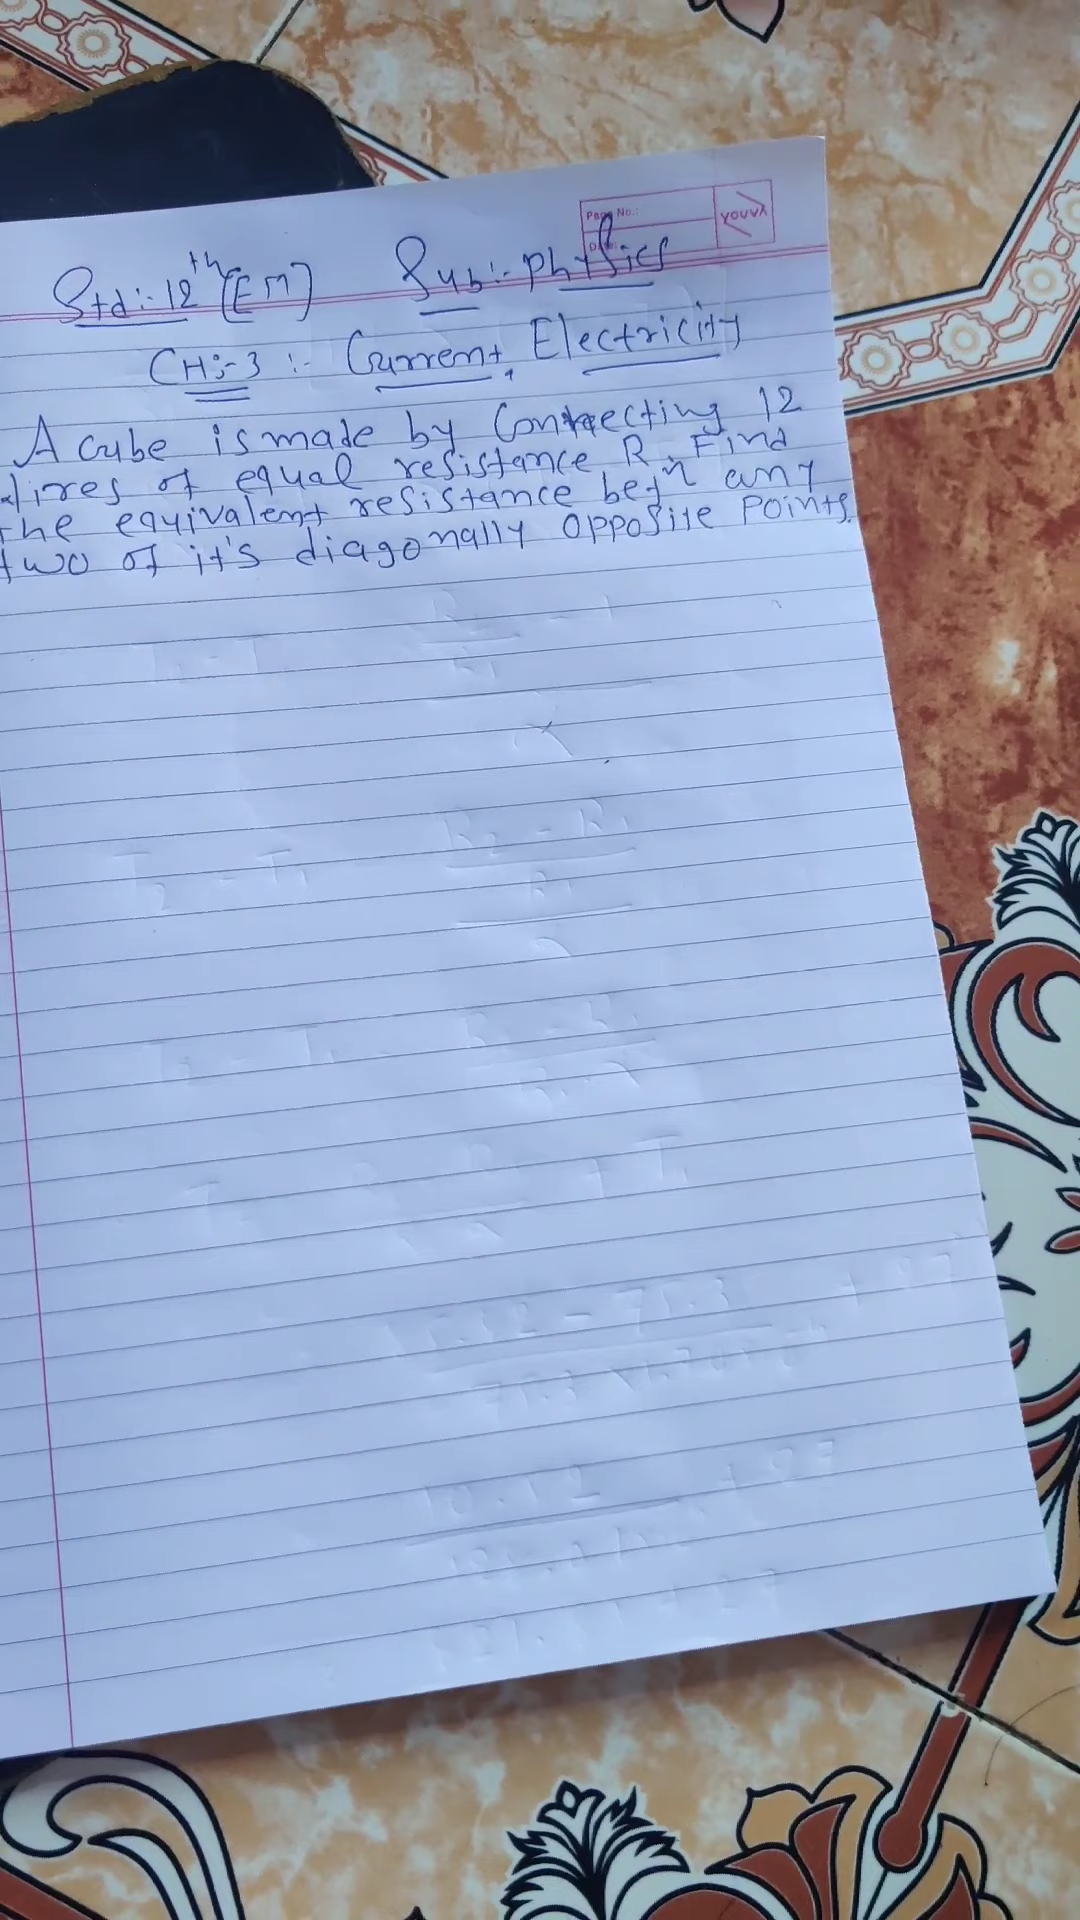 Page No.:
YOUVA
Std:-12th (EM) Sub:- Physics
CH:-3 :- Current Electricity
A cube is made by Connecting 12
wires of equal resistance R. Find
the equivalent resistance betn any
two of it's diagonally opposite points.